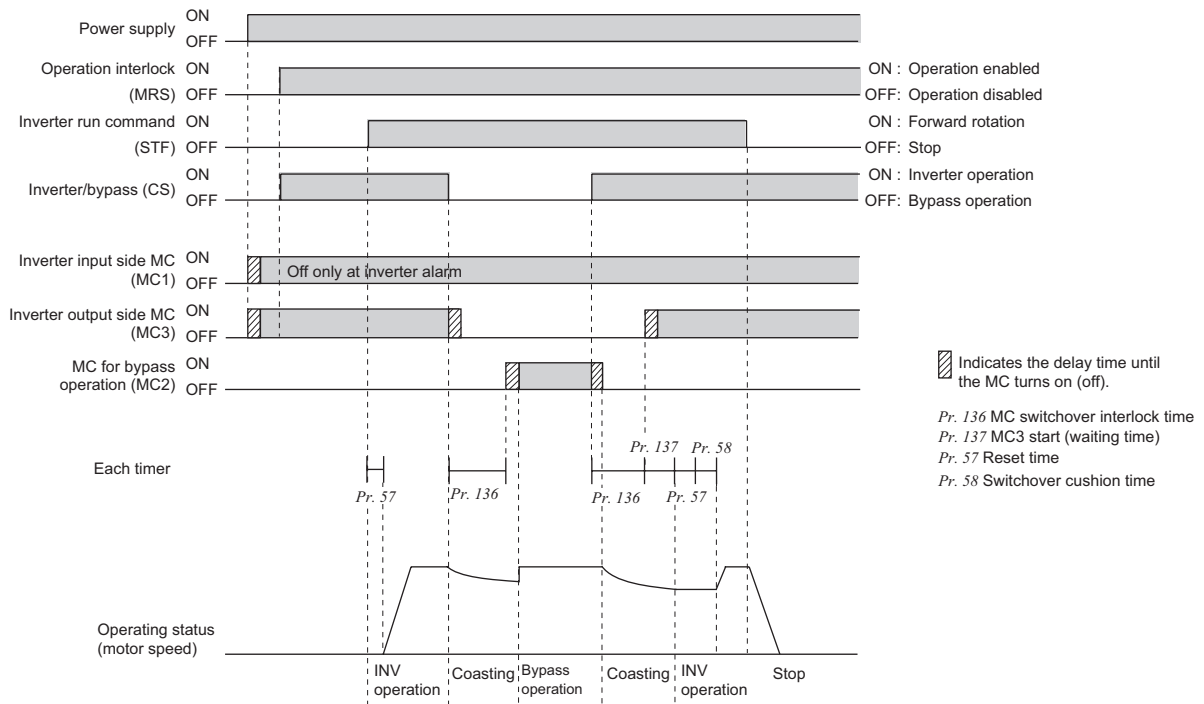 Power supply
ON
OFF
Operation interlock
(MRS)
ON
OFF
ON : Operation enabled
OFF: Operation disabled
Inverter run command
(STF)
ON
OFF
ON : Forward rotation
OFF: Stop
Inverter/bypass (CS)
ON
OFF
ON : Inverter operation
OFF: Bypass operation
Inverter input side MC
(MC1)
ON
OFF
Off only at inverter alarm
Inverter output side MC
(MC3)
ON
OFF
MC for bypass
operation (MC2)
ON
OFF
Indicates the delay time until
the MC turns on (off).
Pr. 136 MC switchover interlock time
Pr. 137 MC3 start (waiting time)
Pr. 57 Reset time
Pr. 58 Switchover cushion time
Each timer
Pr. 137
Pr. 58
Pr. 57
Pr. 136
Pr. 136
Pr. 57
Operating status
(motor speed)
INV
operation
Coasting
Bypass
operation
Coasting
INV
operation
Stop